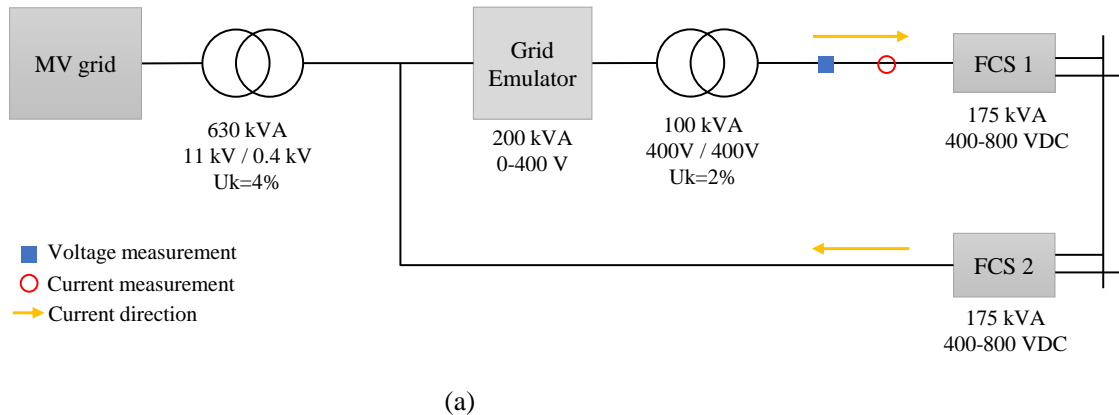 MV grid
630 kVA
11 kV / 0.4 kV
Uk=4%
Grid
Emulator
200 kVA
0-400 V
100 kVA
400V / 400V
Uk=2%
FCS 1
175 kVA
400-800 VDC
Voltage measurement
Current measurement
Current direction
FCS 2
175 kVA
400-800 VDC
(a)